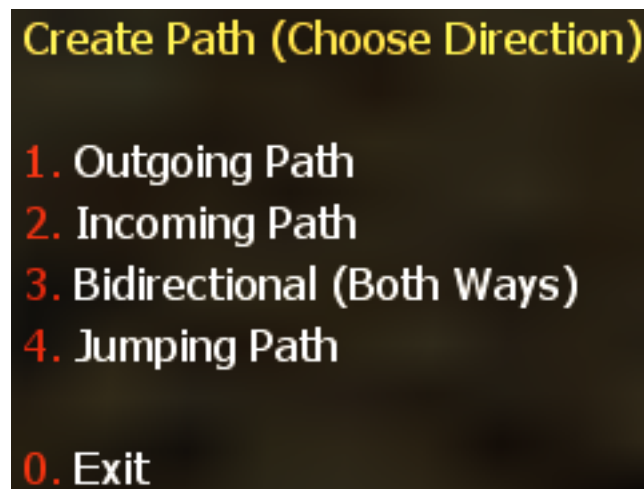 Create Path (Choose Direction)
1. Outgoing Path
2. Incoming Path
3. Bidirectional (Both Ways)
4. Jumping Path
0. Exit